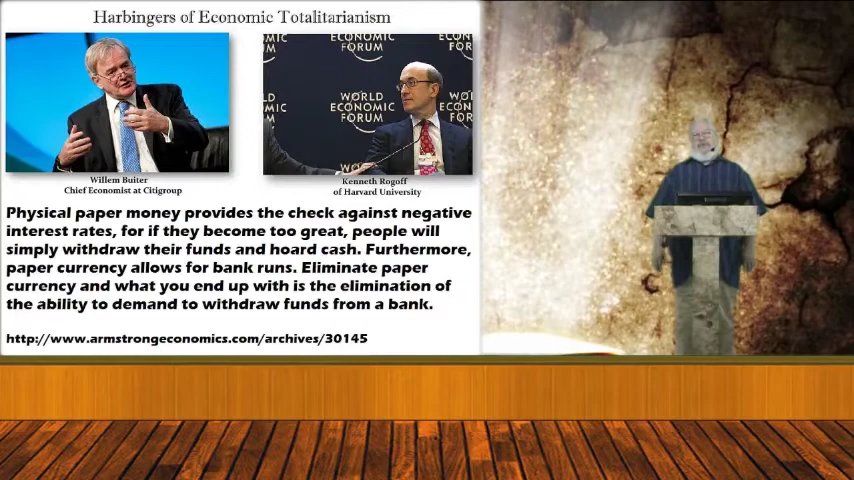 Harbingers of Economic Totalitarianism
ECONOMIC
FORUM
WORLD
ECONOMIC
FORUM
WORLD
Willem Buiter
Chief Economist at Citigroup
Kenneth Rogoff
of Harvard University
Physical paper money provides the check against negative
interest rates, for if they become too great, people will
simply withdraw their funds and hoard cash. Furthermore,
paper currency allows for bank runs. Eliminate paper
currency and what you end up with is the elimination of
the ability to demand to withdraw funds from a bank.
http://www.armstrongeconomics.com/archives/30145